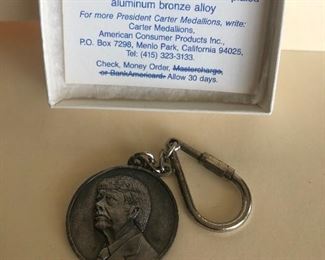 aluminum bronze alloy
For more President Carter Medallions, write:
Carter Medallions,
American Consumer Products Inc.,
P.O. Box 7298, Menlo Park, California 94025,
Tel: (415) 323-3133.
Check, Money Order, Mastercharge,
or BankAmericard. Allow 30 days.